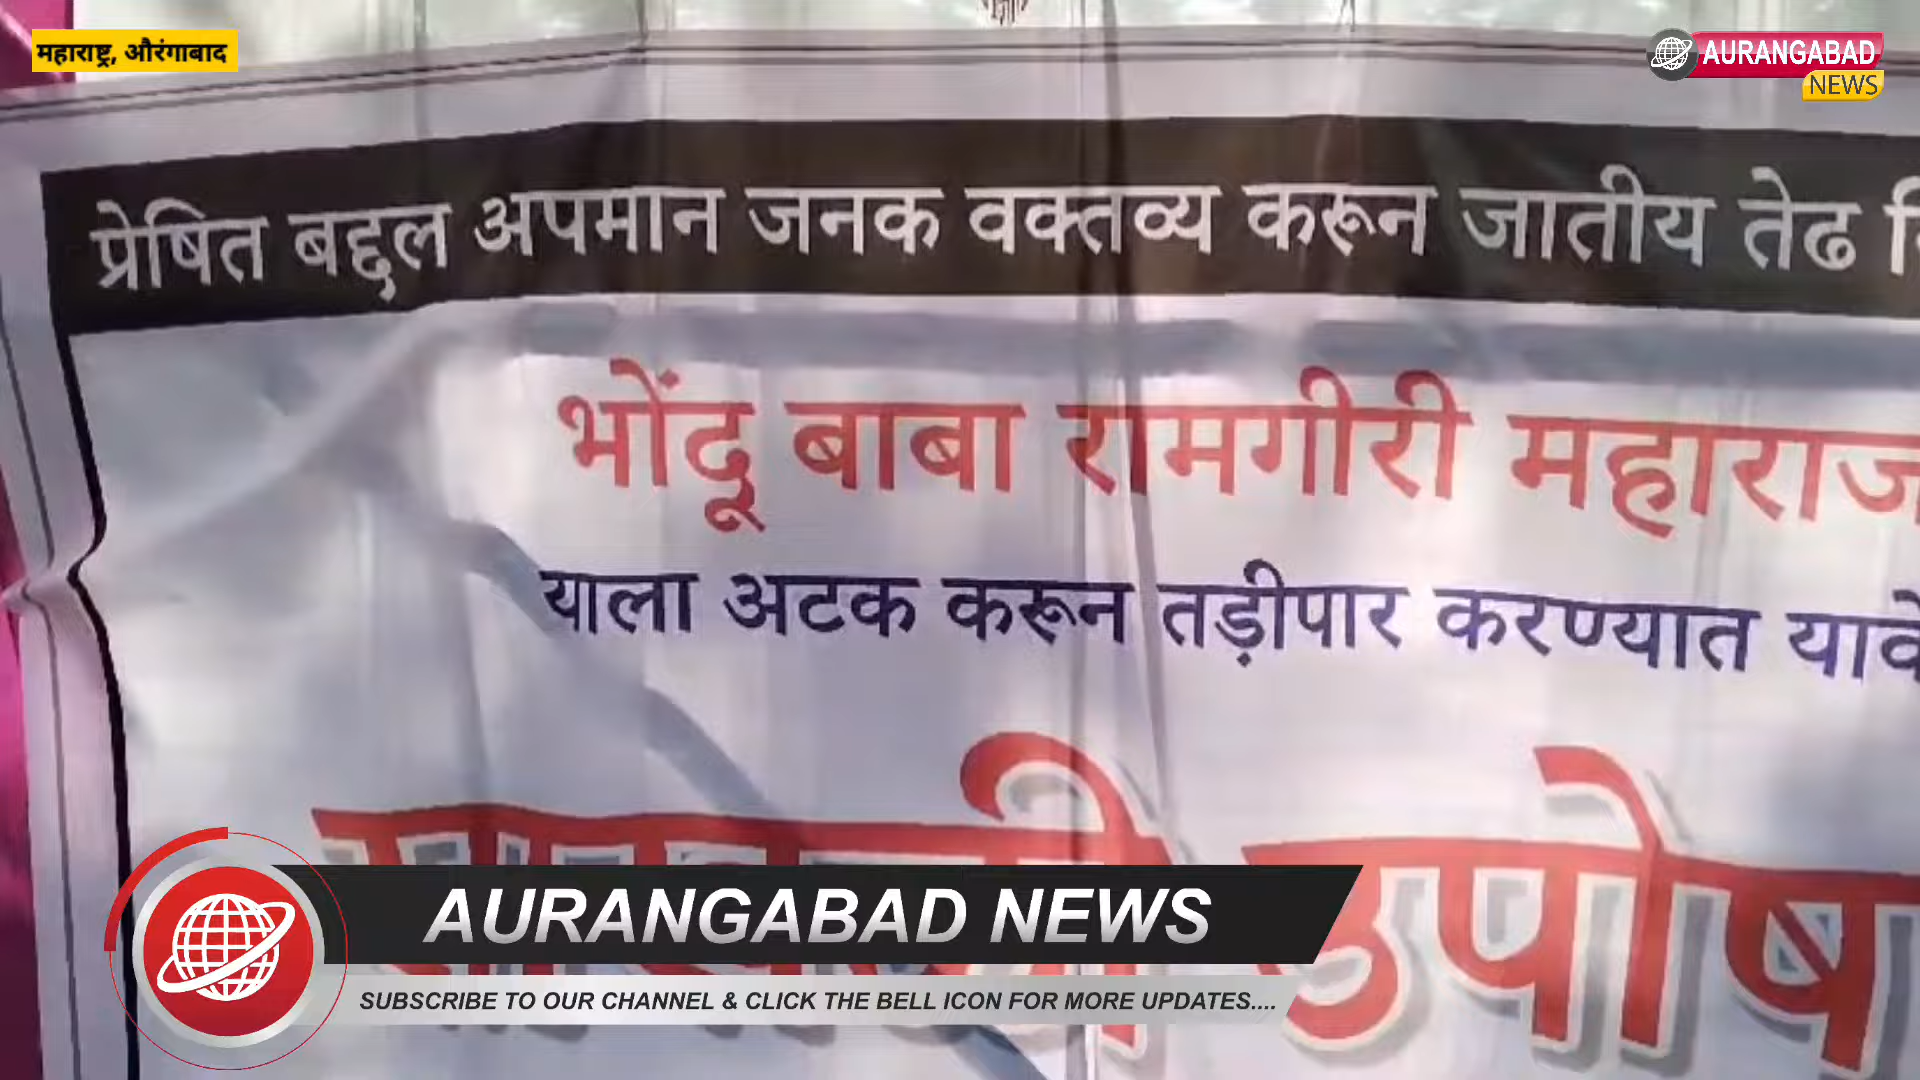 महाराष्ट्र, औरंगाबाद
AURANGABAD
NEWS
प्रेषित बद्दल अपमान जनक वक्तव्य करून जातीय तेढ
भोंदू बाबा रामगीरी महाराज
याला अटक करून तड़ीपार करण्यात यावे
AURANGABAD NEWS
SUBSCRIBE TO OUR CHANNEL & CLICK THE BELL ICON FOR MORE UPDATES....